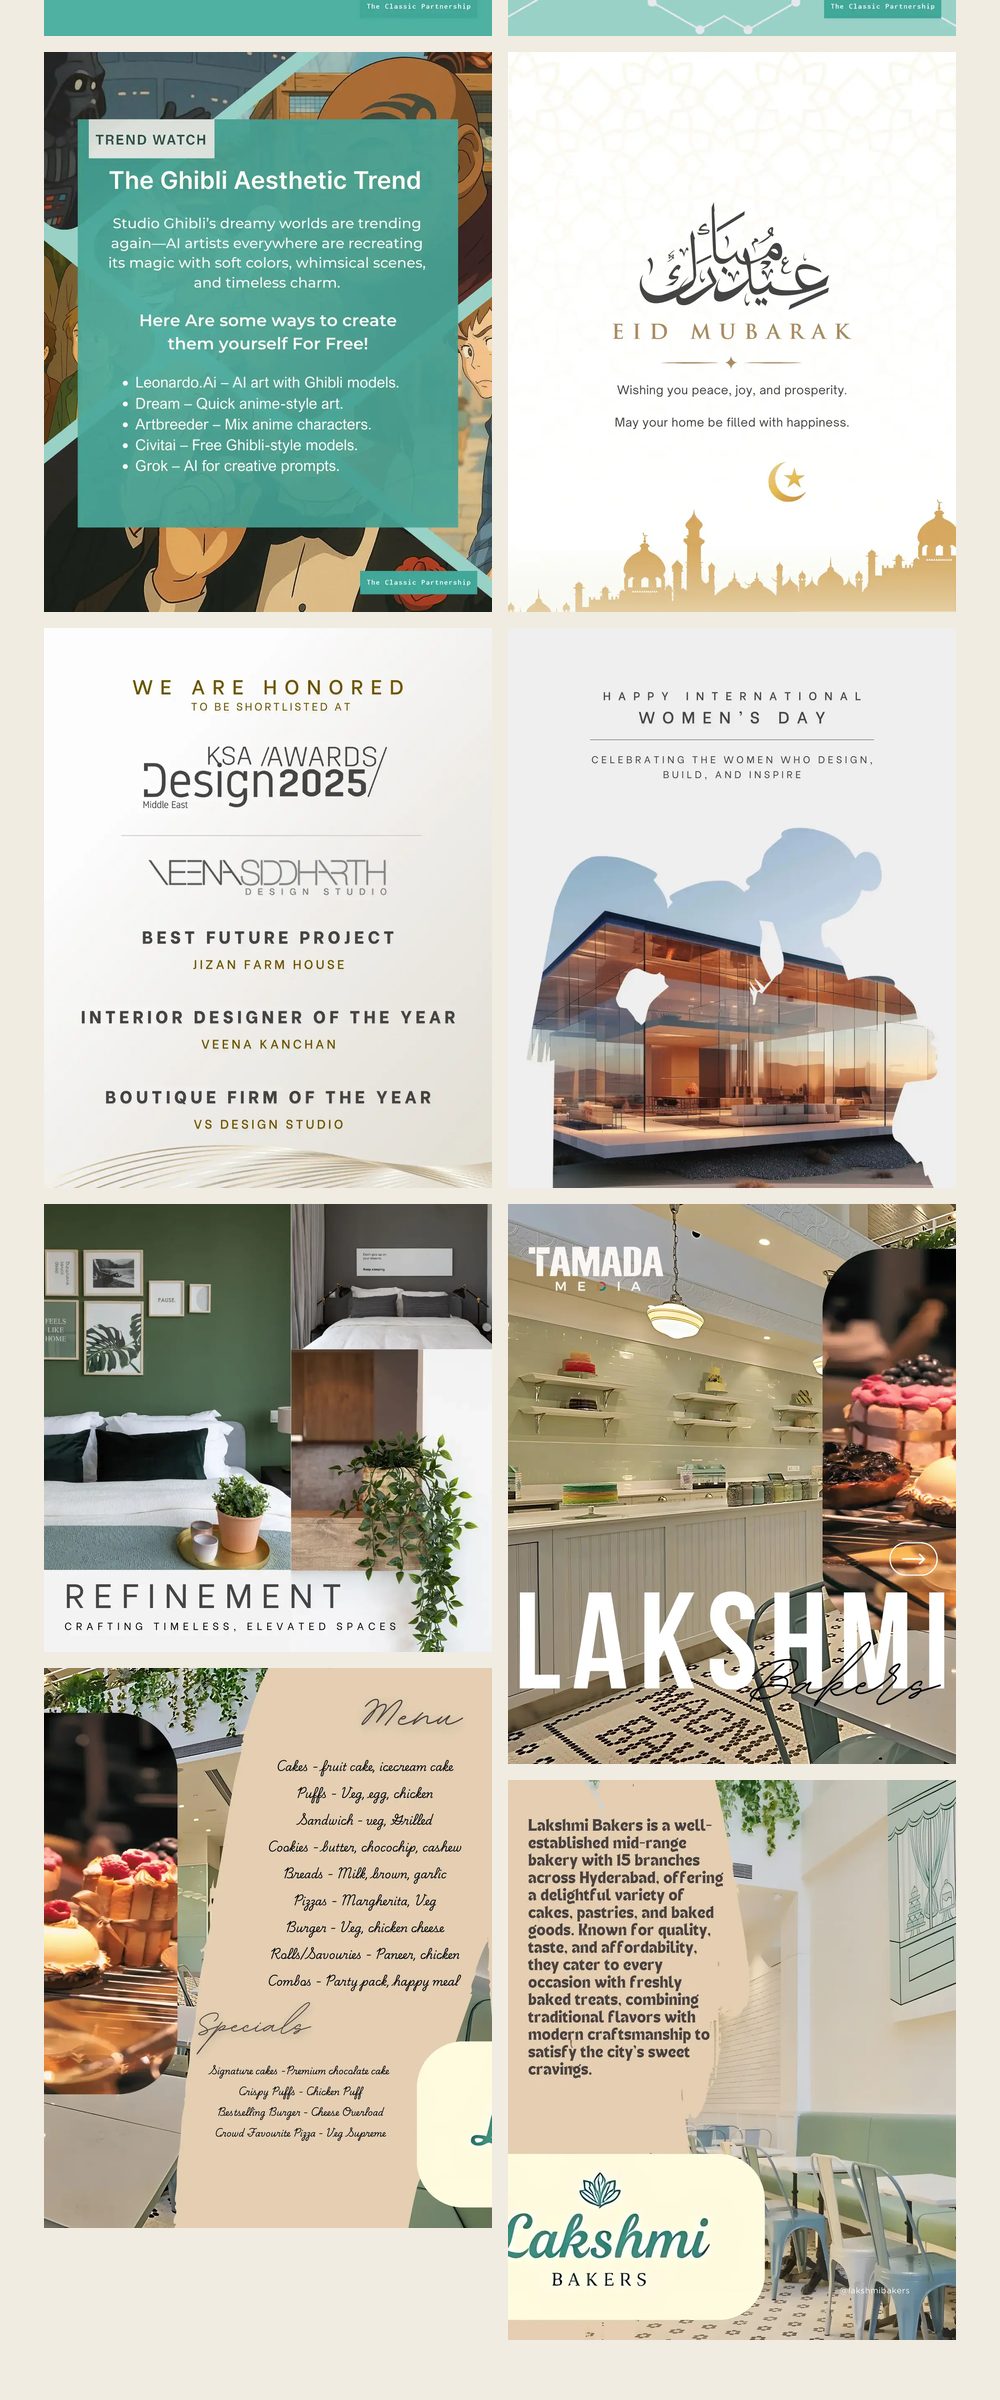 The Classic Partnership
The Classic Partnership
TREND WATCH
The Ghibli Aesthetic Trend
Studio Ghibli's dreamy worlds are trending
again—AI artists everywhere are recreating
its magic with soft colors, whimsical scenes,
and timeless charm.
Here Are some ways to create
them yourself For Free!
• Leonardo.Ai – AI art with Ghibli models.
• Dream – Quick anime-style art.
• Artbreeder – Mix anime characters.
• Civitai – Free Ghibli-style models.
• Grok – AI for creative prompts.
The Classic Partnership
عيد مبارك
EID MUBARAK
Wishing you peace, joy, and prosperity.
May your home be filled with happiness.
WE ARE HONORED
TO BE SHORTLISTED AT
KSA /AWARDS/
Design2025/
Middle East
VEENASIDDHARTH
DESIGN STUDIO
BEST FUTURE PROJECT
JIZAN FARM HOUSE
INTERIOR DESIGNER OF THE YEAR
VEENA KANCHAN
BOUTIQUE FIRM OF THE YEAR
VS DESIGN STUDIO
HAPPY INTERNATIONAL
WOMEN'S DAY
CELEBRATING THE WOMEN WHO DESIGN,
BUILD, AND INSPIRE
PAUSE.
FEELS
LIKE
HOME
REFINEMENT
CRAFTING TIMELESS, ELEVATED SPACES
TAMADA
MEDIA
LAKSHMI
Bakers
Menu
Cakes - fruit cake, icecream cake
Puffs - Veg, egg, chicken
Sandwich - veg, Grilled
Cookies - butter, chocochip, cashew
Breads - Milk, brown, garlic
Pizzas - Margherita, Veg
Burger - Veg, chicken cheese
Rolls/Savouries - Paneer, chicken
Combos - Party pack, happy meal
Specials
Signature cakes - Premium chocolate cake
Crispy Puffs - Chicken Puff
Bestselling Burger - Cheese Overload
Crowd Favourite Pizza - Veg Supreme
Lakshmi Bakers is a well-
established mid-range
bakery with 15 branches
across Hyderabad, offering
a delightful variety of
cakes, pastries, and baked
goods. Known for quality,
taste, and affordability,
they cater to every
occasion with freshly
baked treats, combining
traditional flavors with
modern craftsmanship to
satisfy the city's sweet
cravings.
Lakshmi
BAKERS
@lakshmibakers